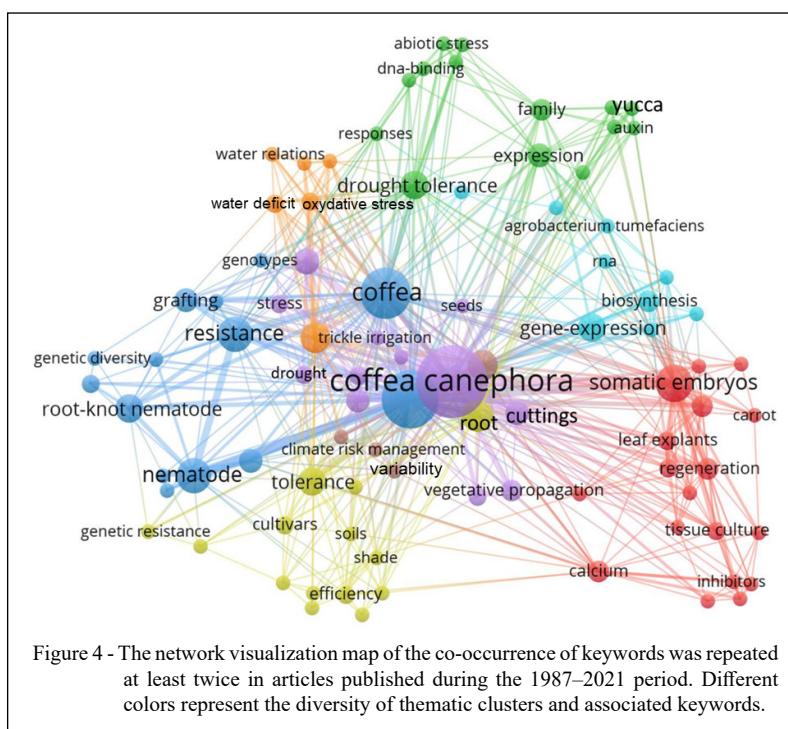 abiotic stress
dna-binding
family
yucca
auxin
responses
expression
water relations
drought tolerance
water deficit oxydative stress
agrobacterium tumefaciens
genotypes
rna
coffea
grafting
stress
seeds
biosynthesis
resistance
trickle irrigation
gene-expression
genetic diversity
drought
coffea canephora
somatic embryos
root-knot nematode
root
cuttings
carrot
leaf explants
climate risk management
variability
regeneration
nematode
tolerance
vegetative propagation
genetic resistance
cultivars
soils
tissue culture
shade
calcium
inhibitors
efficiency
Figure 4 - The network visualization map of the co-occurrence of keywords was repeated
at least twice in articles published during the 1987–2021 period. Different
colors represent the diversity of thematic clusters and associated keywords.